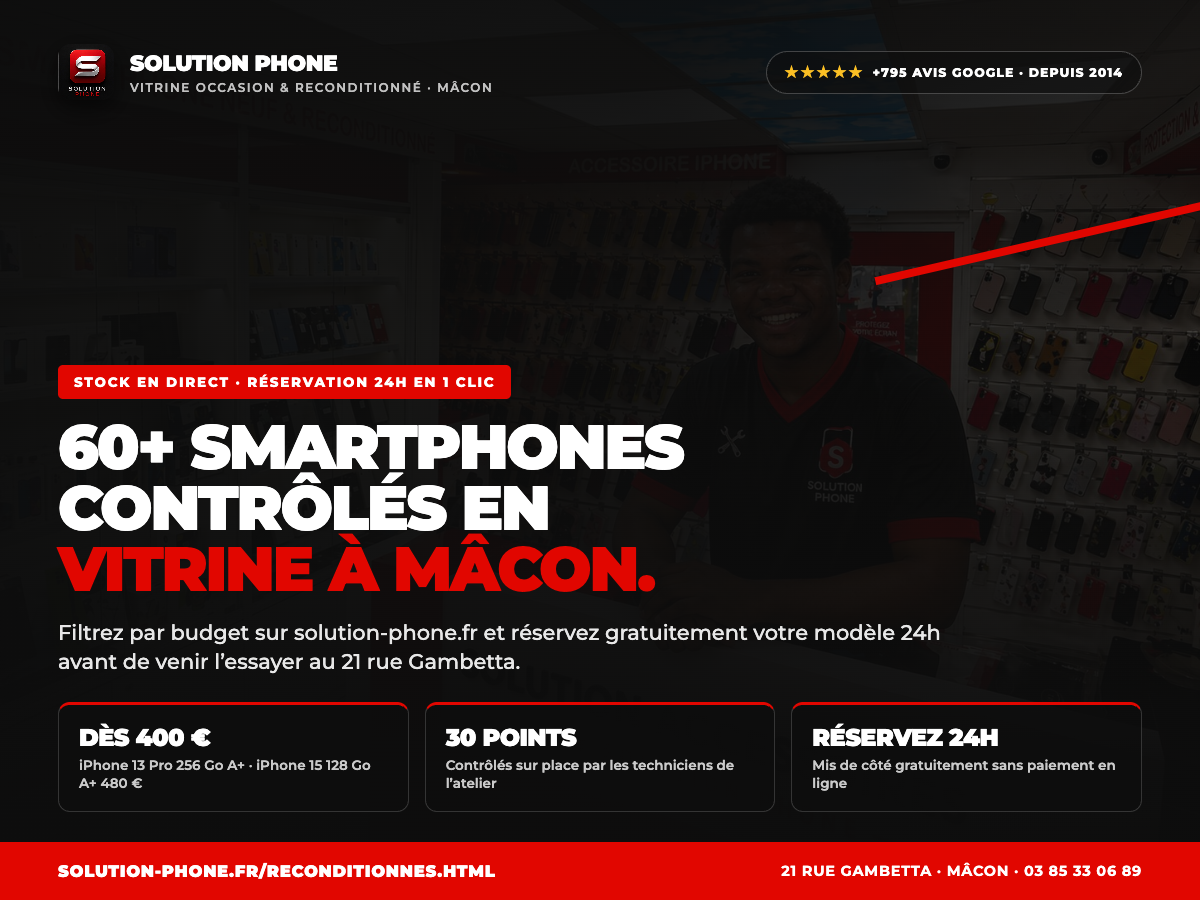 SOLUTION PHONE
SOLUTION PHONE
VITRINE OCCASION & RECONDITIONNÉ · MÂCON
★★★★★ +795 AVIS GOOGLE · DEPUIS 2014
ACCESSOIRE IPHONE
PROTÉGEZ
VOTRE ÉCRAN
S
SOLUTION
PHONE
STOCK EN DIRECT · RÉSERVATION 24H EN 1 CLIC
60+ SMARTPHONES
CONTRÔLÉS EN
VITRINE À MÂCON.
Filtrez par budget sur solution-phone.fr et réservez gratuitement votre modèle 24h
avant de venir l’essayer au 21 rue Gambetta.
DÈS 400 €
iPhone 13 Pro 256 Go A+ · iPhone 15 128 Go
A+ 480 €
30 POINTS
Contrôlés sur place par les techniciens de
l’atelier
RÉSERVEZ 24H
Mis de côté gratuitement sans paiement en
ligne
SOLUTION-PHONE.FR/RECONDITIONNES.HTML
21 RUE GAMBETTA · MÂCON · 03 85 33 06 89